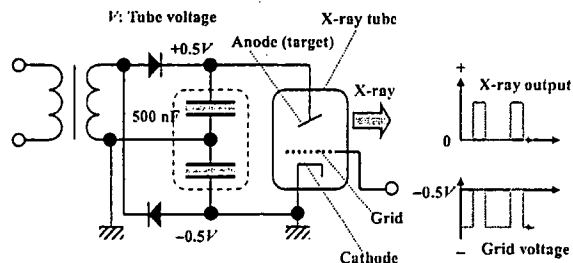 V: Tube voltage
X-ray tube
+0.5V
Anode (target)
X-ray
+
X-ray output
500 nF
0
-0.5V
Grid
−0.5V
−
Grid voltage
Cathode